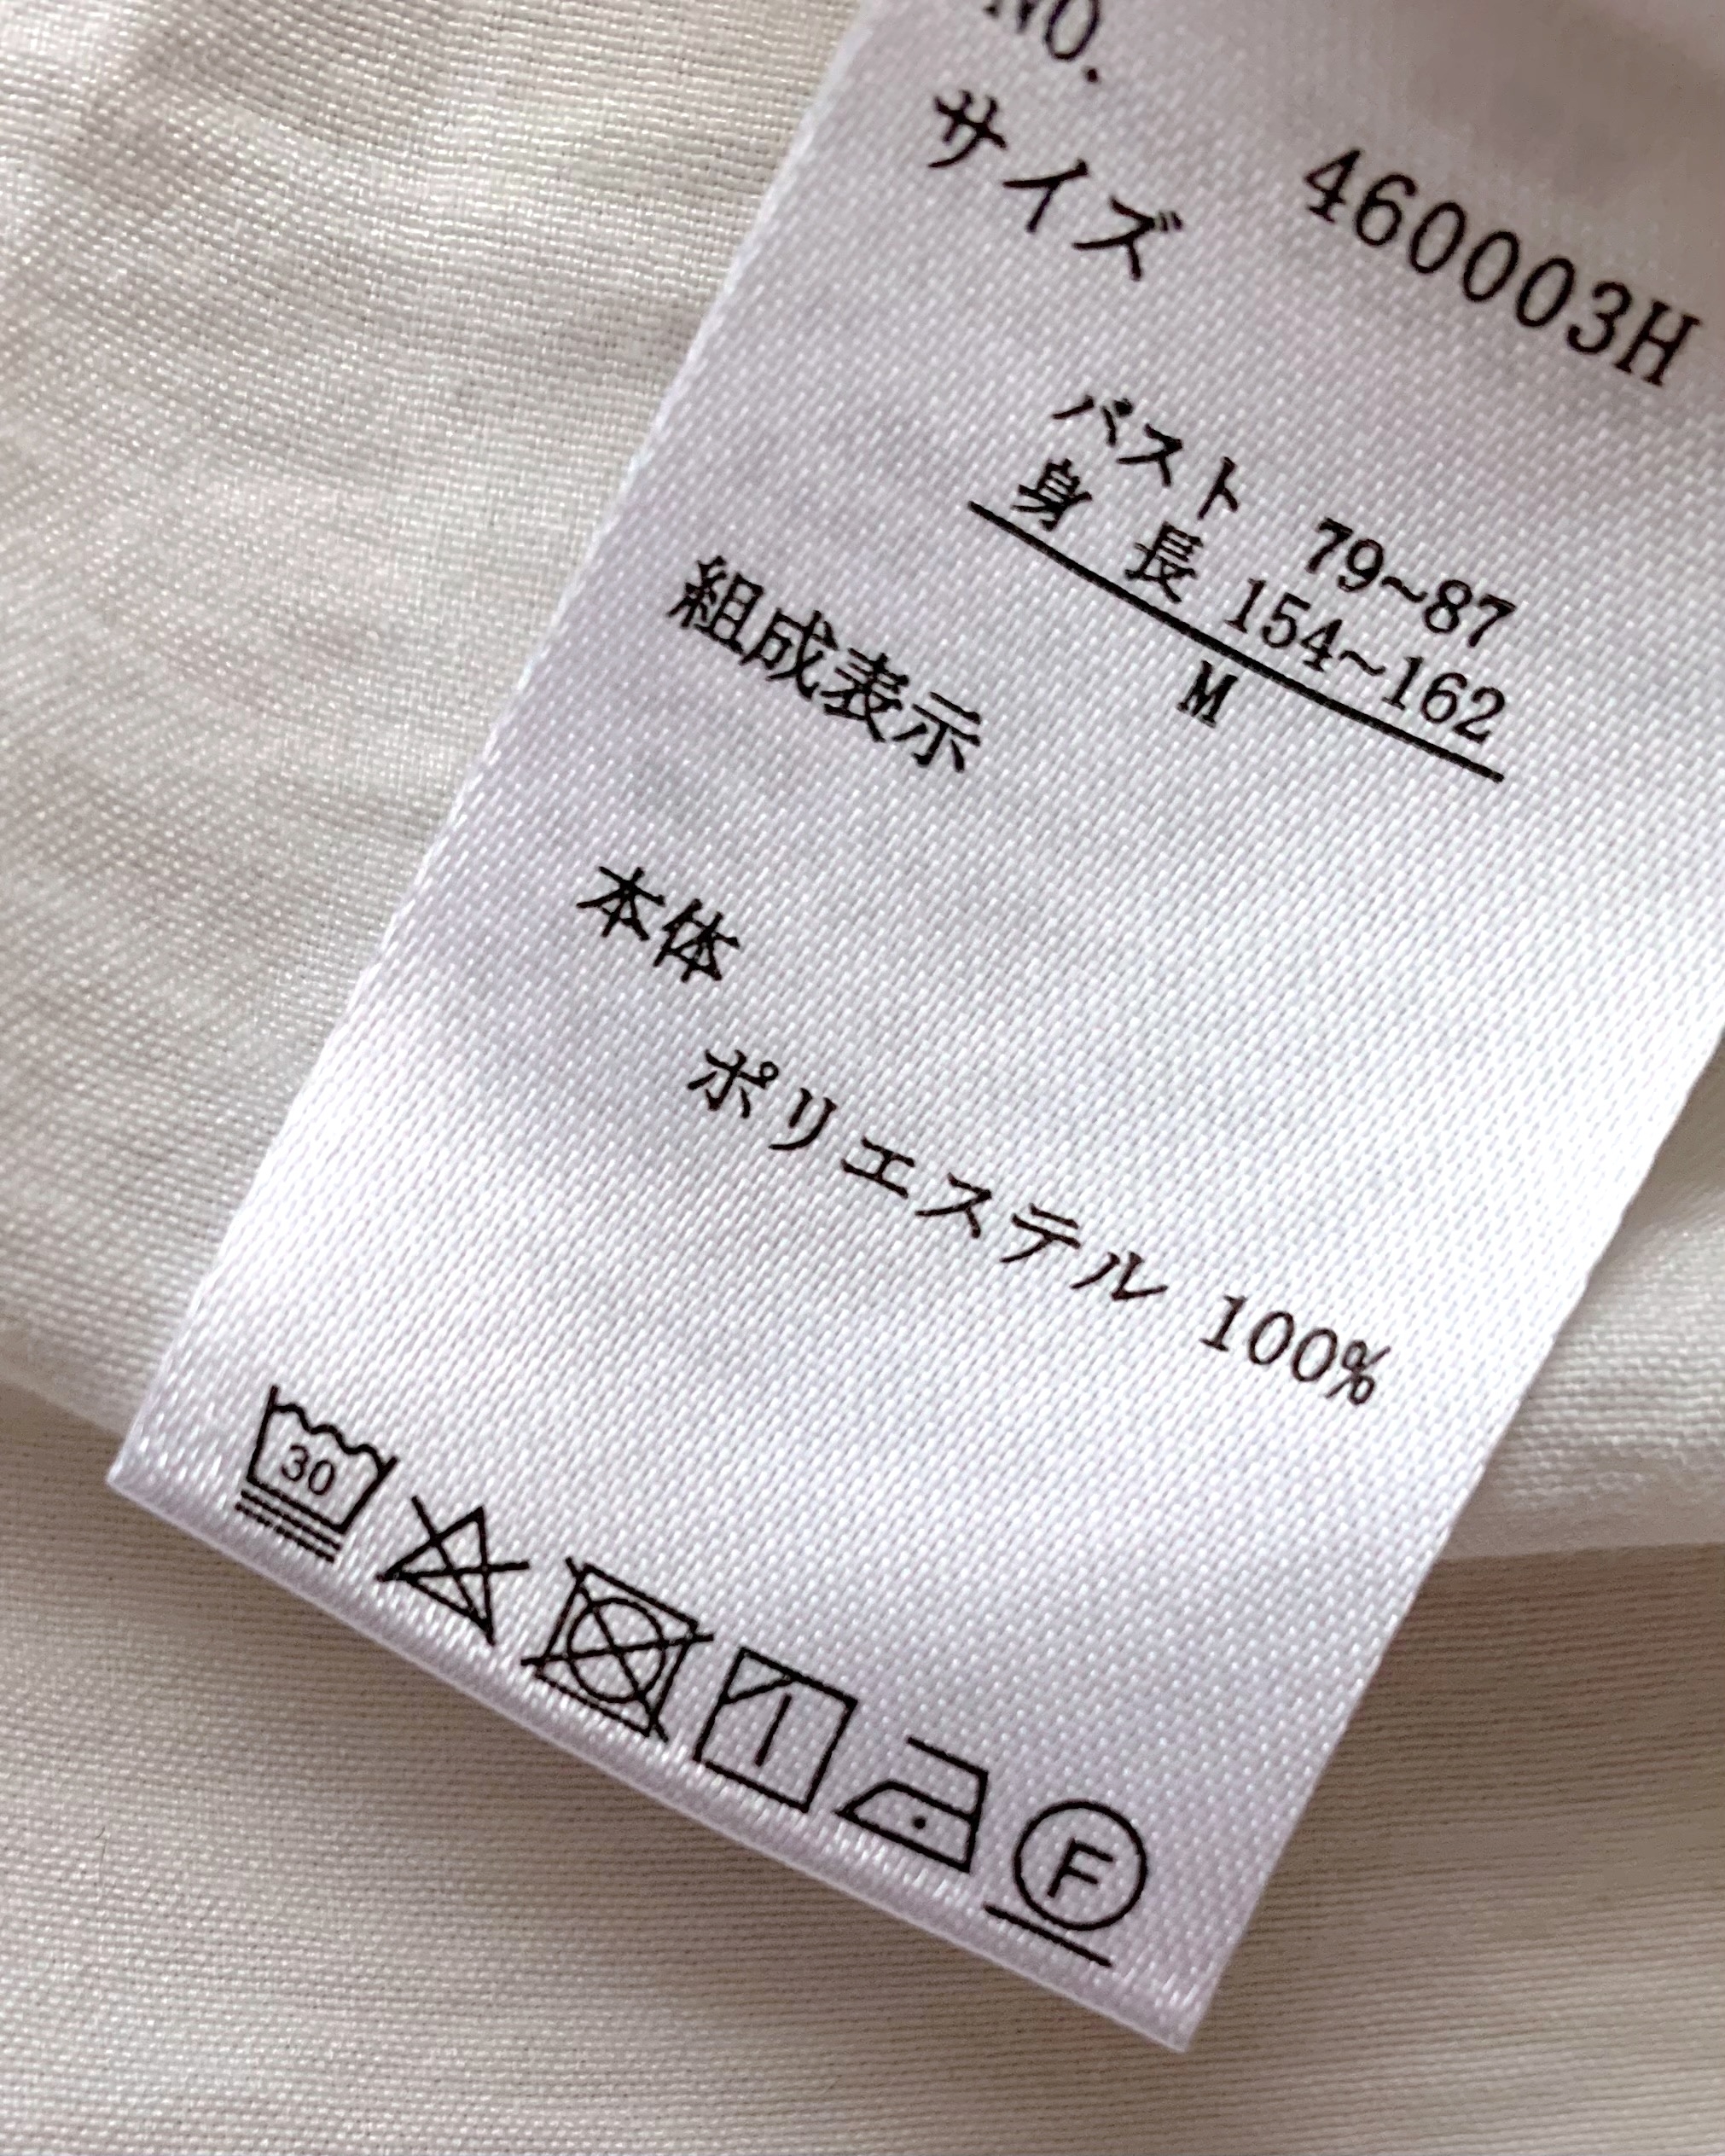 NO.
460003H
サイズ
バスト 79~87
身 長 154~162
M
組成表示
本体
ポリエステル 100%
30
F